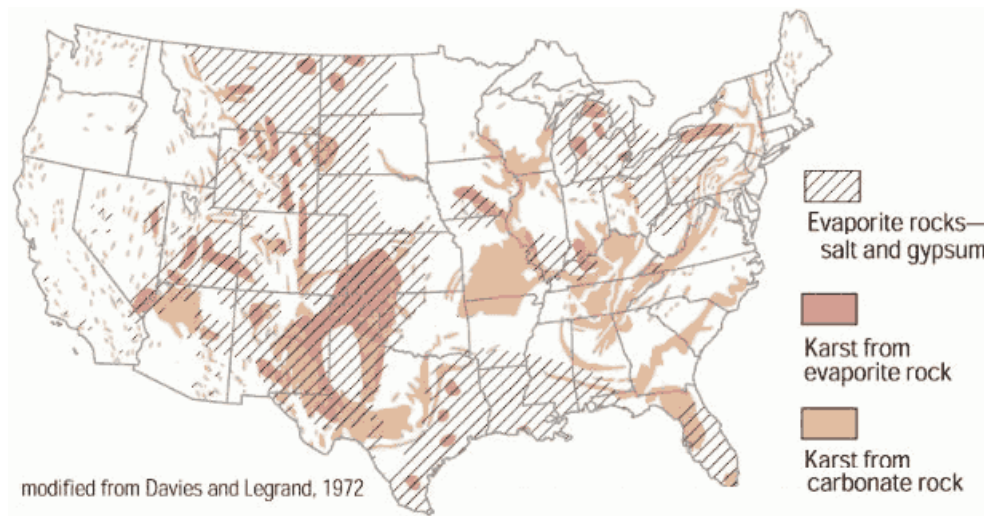 Evaporite rocks—
salt and gypsum
Karst from
evaporite rock
Karst from
carbonate rock
modified from Davies and Legrand, 1972